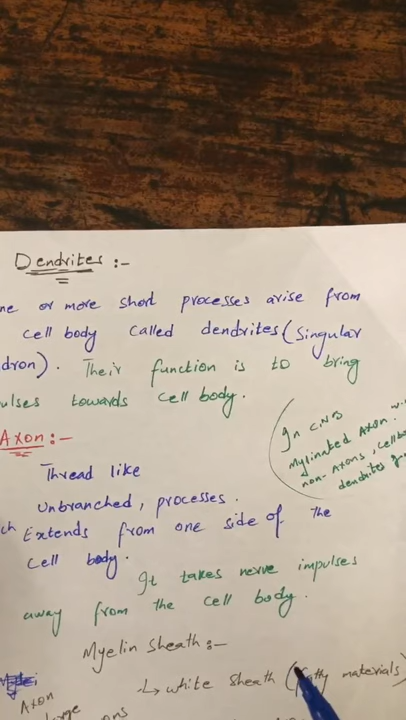 Dendrites :-
ne or more short processes arise from
cell body called dendrites (Singular
dron). Their function is to bring
ulses towards cell body.
Axon :-
In CNS
Mylinated Axon
non-Axons, cell
dendrites
Thread like
Unbranched, processes.
ch Extends from one side of the
cell body.
It takes nerve impulses
away from the cell body.
Myelin Sheath :-
↳ white sheath (fatty materials)
Axon
ons